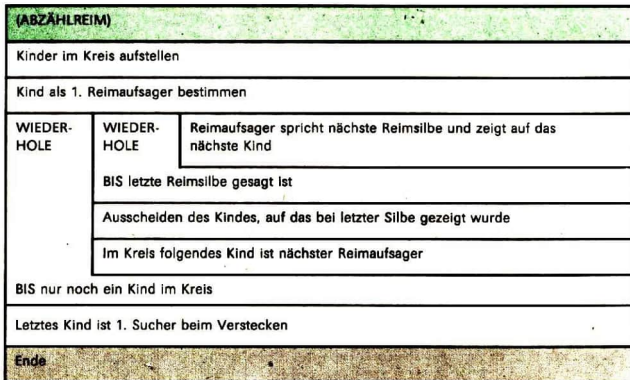 (ABZÄHLREIM)
Kinder im Kreis aufstellen
Kind als 1. Reimaufsager bestimmen
WIEDER-
HOLE
WIEDER-
HOLE
Reimaufsager spricht nächste Reimsilbe und zeigt auf das
nächste Kind
BIS letzte Reimsilbe gesagt ist
Ausscheiden des Kindes, auf das bei letzter Silbe gezeigt wurde
Im Kreis folgendes Kind ist nächster Reimaufsager
BIS nur noch ein Kind im Kreis
Letztes Kind ist 1. Sucher beim Verstecken
Ende